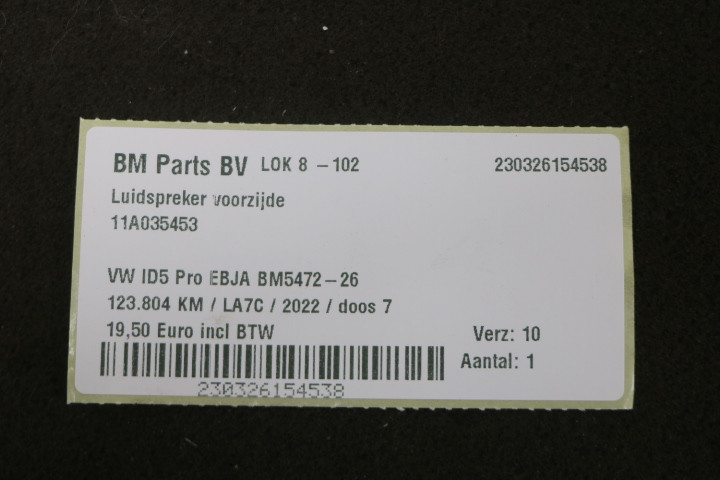 BM Parts BV LOK 8 - 102 230326154538
Luidspreker voorzijde
11A035453
VW ID5 Pro EBJA BM5472-26
123.804 KM / LA7C / 2022 / doos 7
19,50 Euro incl BTW Verz: 10
Aantal: 1
230326154538